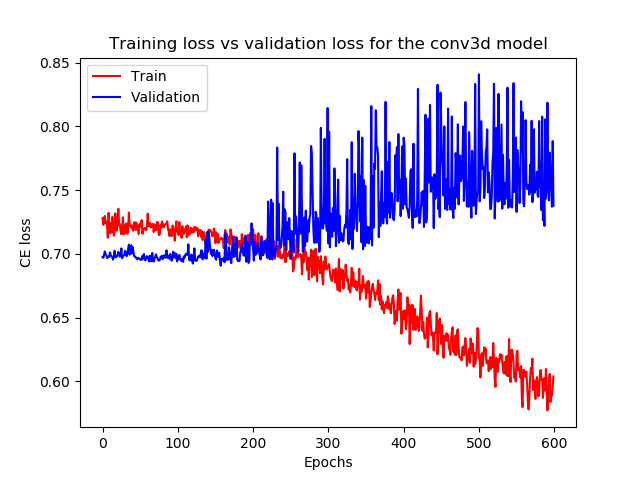 Training loss vs validation loss for the conv3d model
Train
Validation
0.85
0.80
0.75
0.70
0.65
0.60
CE loss
0 100 200 300 400 500 600
Epochs